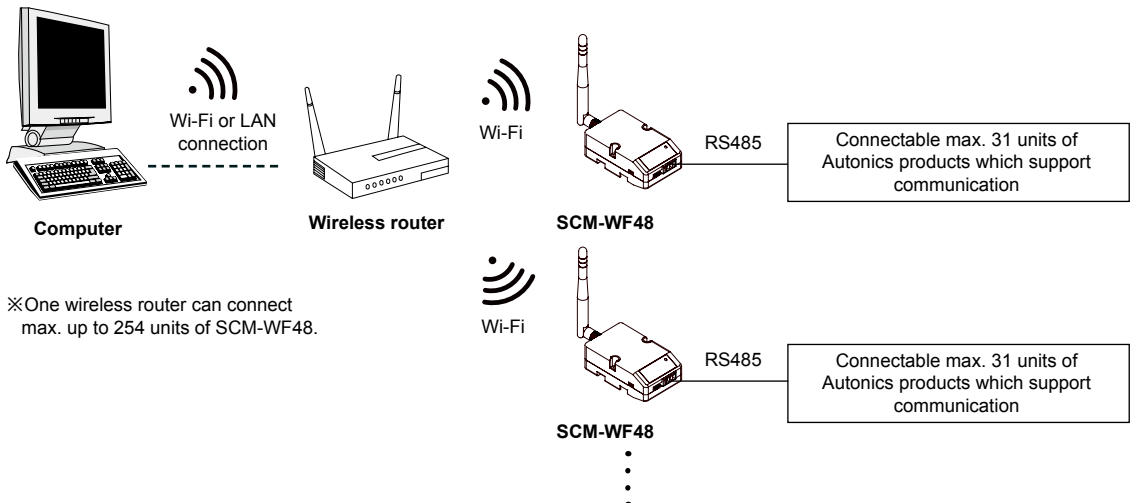 Wi-Fi or LAN
connection
Computer
Wireless router
Wi-Fi
SCM-WF48
RS485
Connectable max. 31 units of
Autonics products which support
communication
※One wireless router can connect
max. up to 254 units of SCM-WF48.
Wi-Fi
SCM-WF48
RS485
Connectable max. 31 units of
Autonics products which support
communication